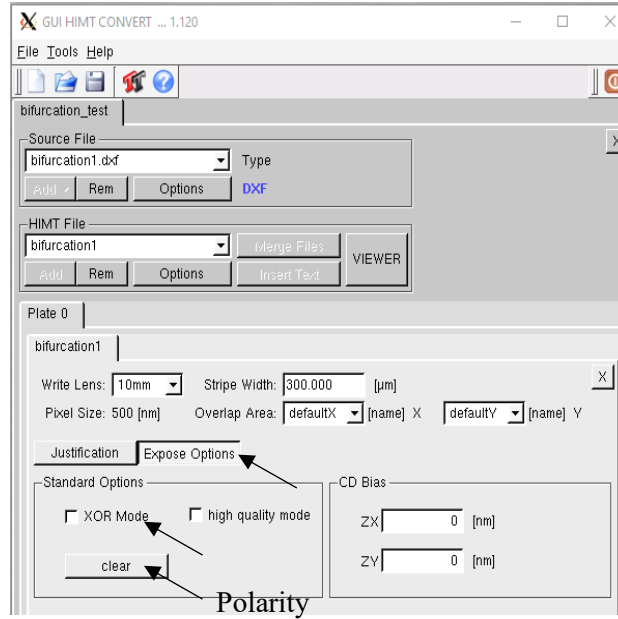 GUI HIMT CONVERT ... 1.120
File Tools Help
bifurcation_test
Source File
bifurcation1.dxf Type
Add Rem Options DXF
HIMT File
bifurcation1 Merge Files VIEWER
Add Rem Options Insert Text
Plate 0
bifurcation1
Write Lens: 10mm Stripe Width: 300.000 [µm]
X
Pixel Size: 500 [nm] Overlap Area: defaultX [name] X defaultY [name] Y
Justification Expose Options
Standard Options CD Bias
XOR Mode high quality mode ZX 0 [nm]
clear ZY 0 [nm]
Polarity